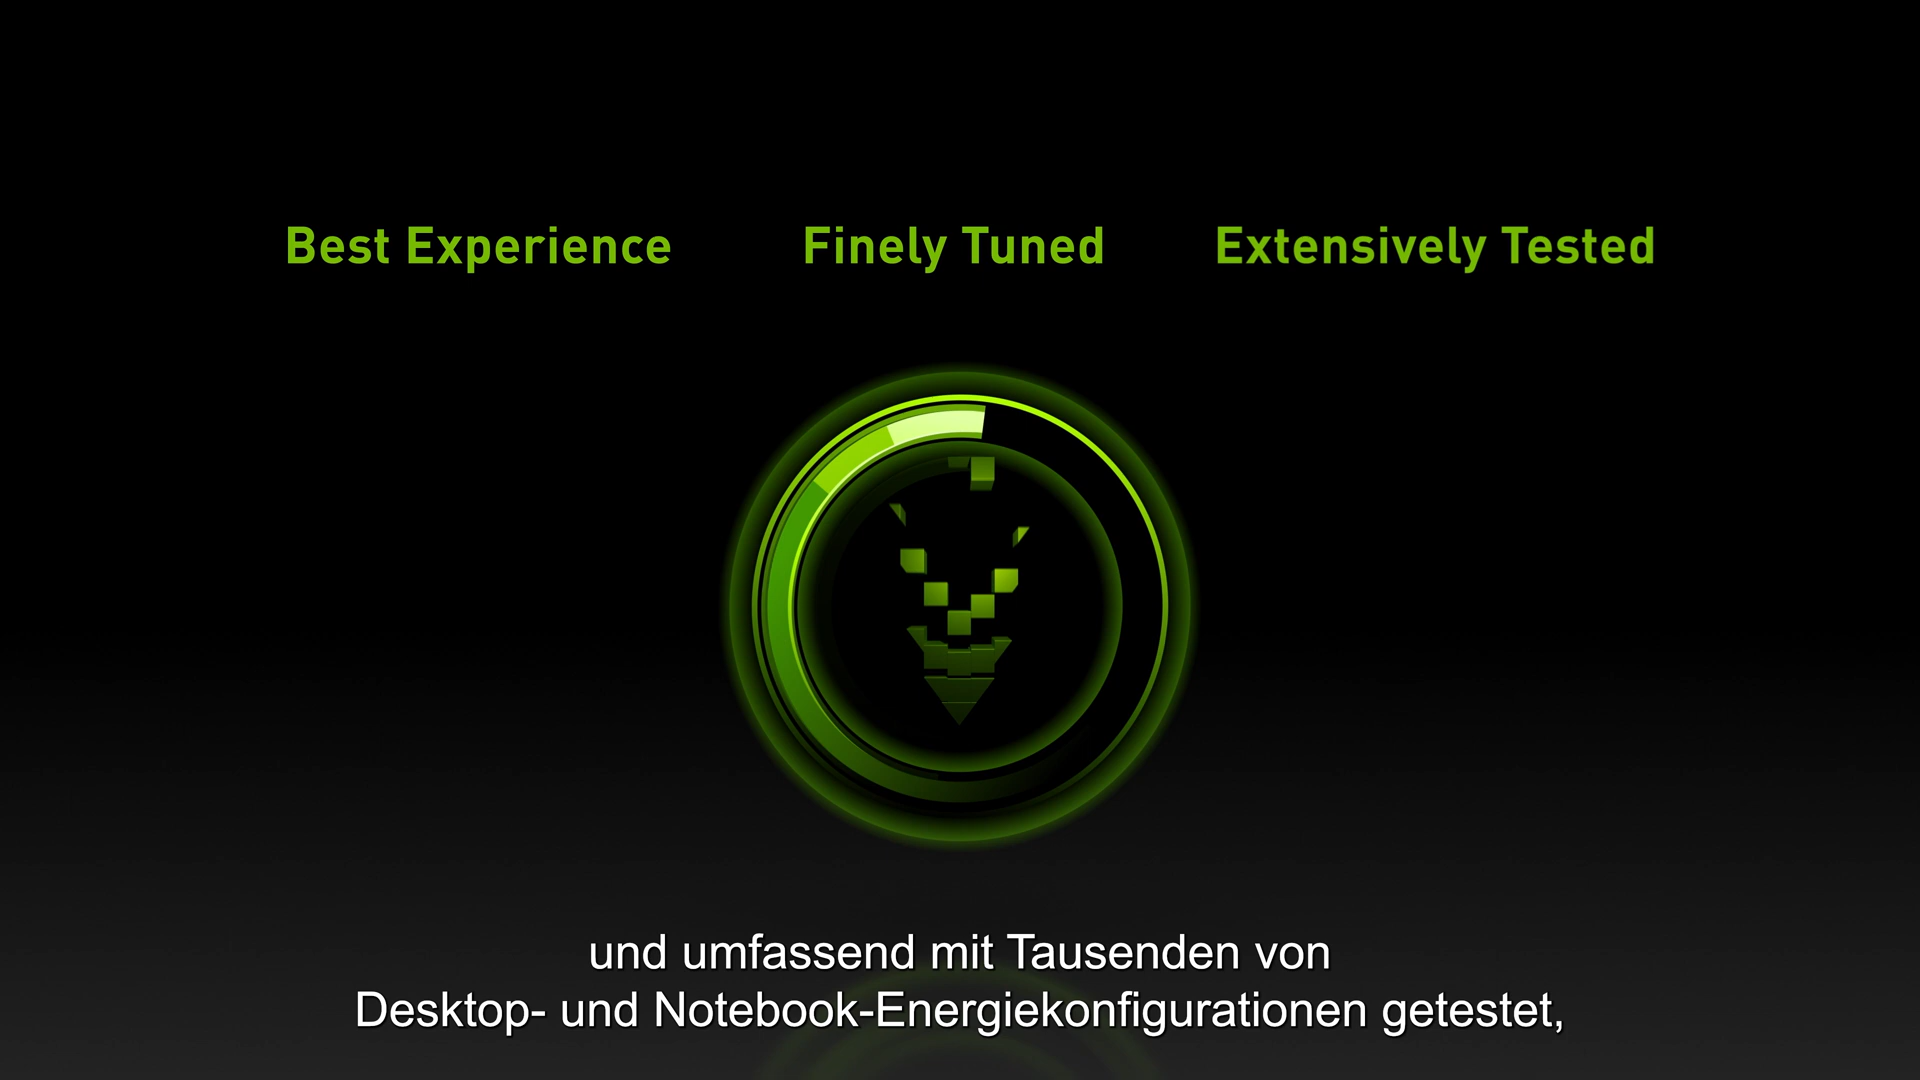 Best Experience Finely Tuned Extensively Tested
und umfassend mit Tausenden von
Desktop- und Notebook-Energiekonfigurationen getestet,